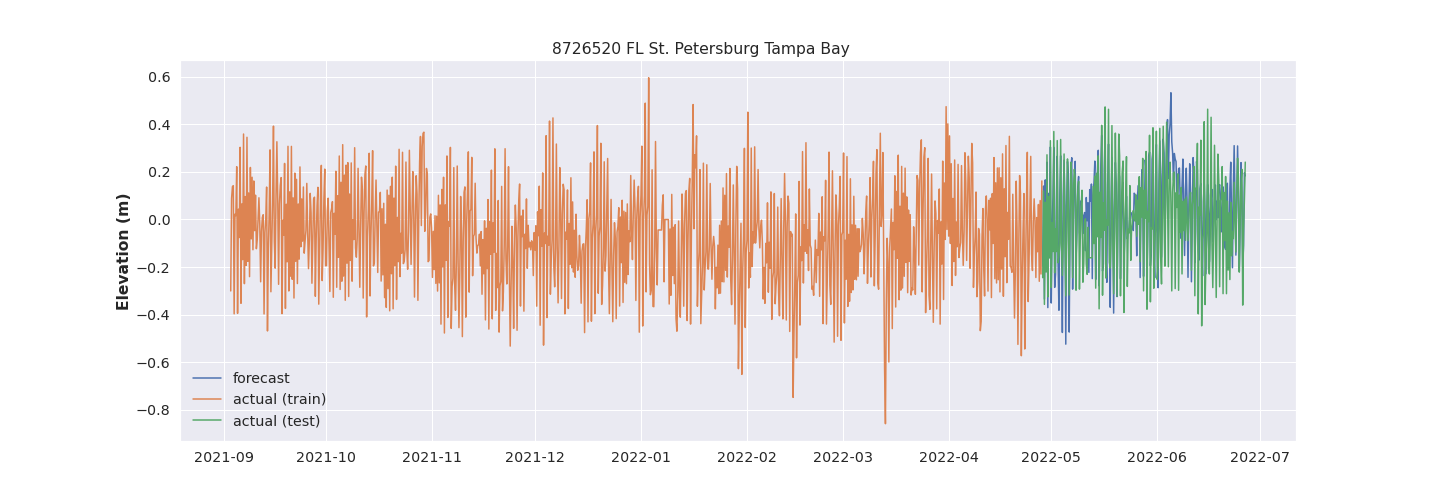 8726520 FL St. Petersburg Tampa Bay
Elevation (m)
0.6
0.4
0.2
0.0
−0.2
−0.4
−0.6
−0.8
forecast
actual (train)
actual (test)
2021-09 2021-10 2021-11 2021-12 2022-01 2022-02 2022-03 2022-04 2022-05 2022-06 2022-07